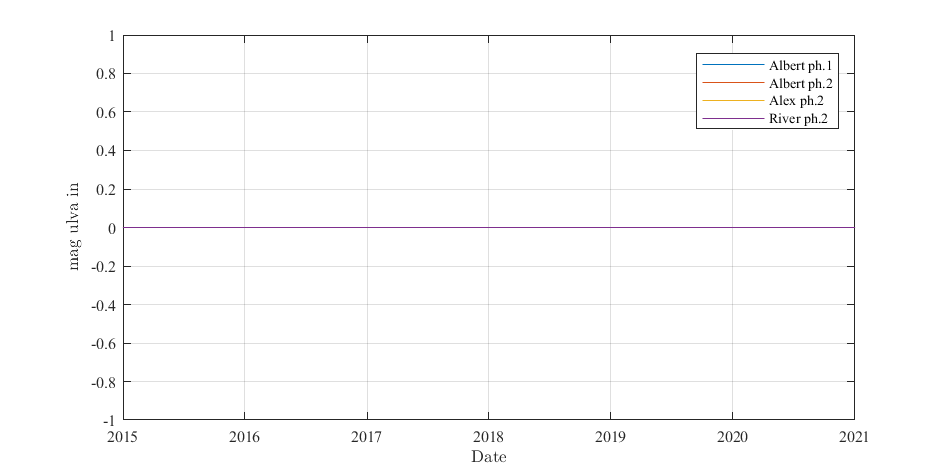 1
0.8
0.6
0.4
0.2
0
-0.2
-0.4
-0.6
-0.8
-1
mag ulva in
Albert ph.1
Albert ph.2
Alex ph.2
River ph.2
2015 2016 2017 2018 2019 2020 2021
Date